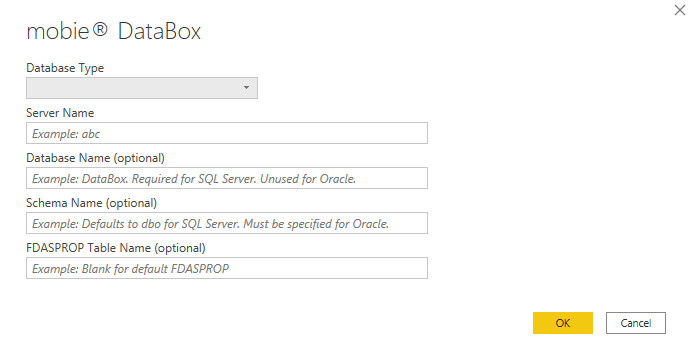 mobie® DataBox
Database Type
Server Name
Example: abc
Database Name (optional)
Example: DataBox. Required for SQL Server. Unused for Oracle.
Schema Name (optional)
Example: Defaults to dbo for SQL Server. Must be specified for Oracle.
FDASPROP Table Name (optional)
Example: Blank for default FDASPROP
OK
Cancel